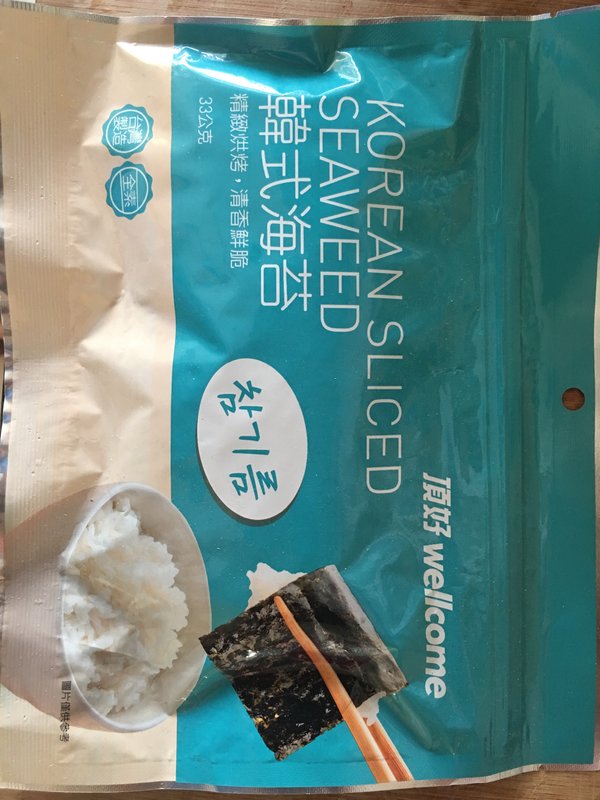 頂好 wellcome
KOREAN SLICED
SEAWEED
韓式海苔
精緻烘烤，清香鮮脆
33公克
참기름
台灣
製造
全素
圖片僅供參考